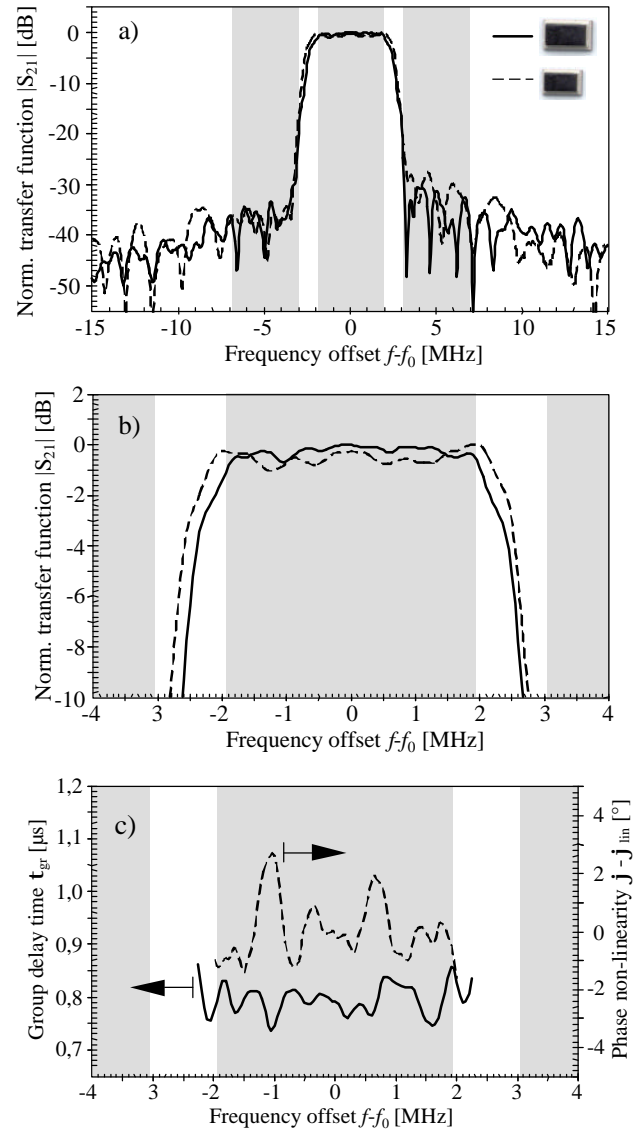 a)
Norm. transfer function |S21| [dB]
0
-10
-20
-30
-40
-50
-15 -10 -5 0 5 10 15
Frequency offset f-f0 [MHz]
b)
Norm. transfer function |S21| [dB]
2
0
-2
-4
-6
-8
-10
-4 3 -2 -1 0 1 2 3 4
Frequency offset f-f0 [MHz]
c)
Group delay time tgr [µs]
1,2
1,1
1,0
0,9
0,8
0,7
Phase non-linearity j -j lin [°]
4
2
0
-2
-4
-4 -3 -2 -1 0 1 2 3 4
Frequency offset f-f0 [MHz]